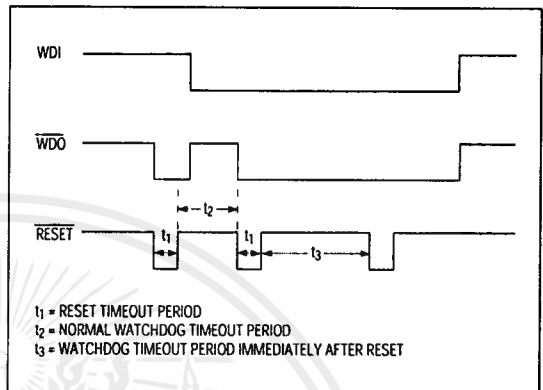 WDI
WDO
t2
RESET
t1
t1
t3
t1 = RESET TIMEOUT PERIOD
t2 = NORMAL WATCHDOG TIMEOUT PERIOD
t3 = WATCHDOG TIMEOUT PERIOD IMMEDIATELY AFTER RESET